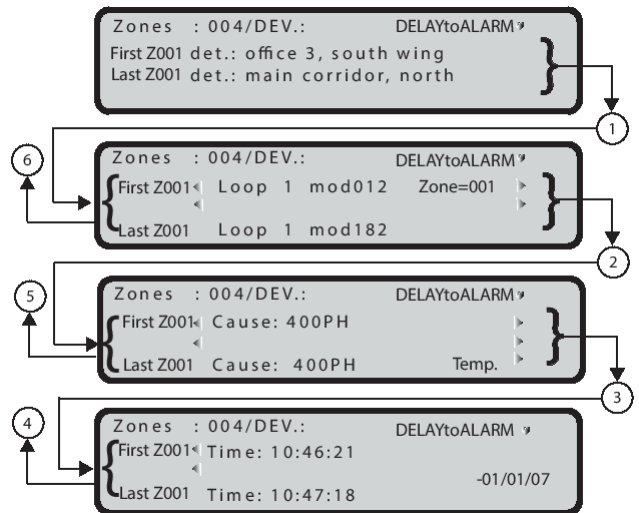 Zones : 004/DEV.: DELAYtoALARM
First Z001 det.: office 3, south wing
Last Z001 det.: main corridor, north
1
6
Zones : 004/DEV.: DELAYtoALARM
First Z001 Loop 1 mod012 Zone=001
Last Z001 Loop 1 mod182
2
5
Zones : 004/DEV.: DELAYtoALARM
First Z001 Cause: 400PH
Last Z001 Cause: 400PH Temp.
3
4
Zones : 004/DEV.: DELAYtoALARM
First Z001 Time: 10:46:21
-01/01/07
Last Z001 Time: 10:47:18